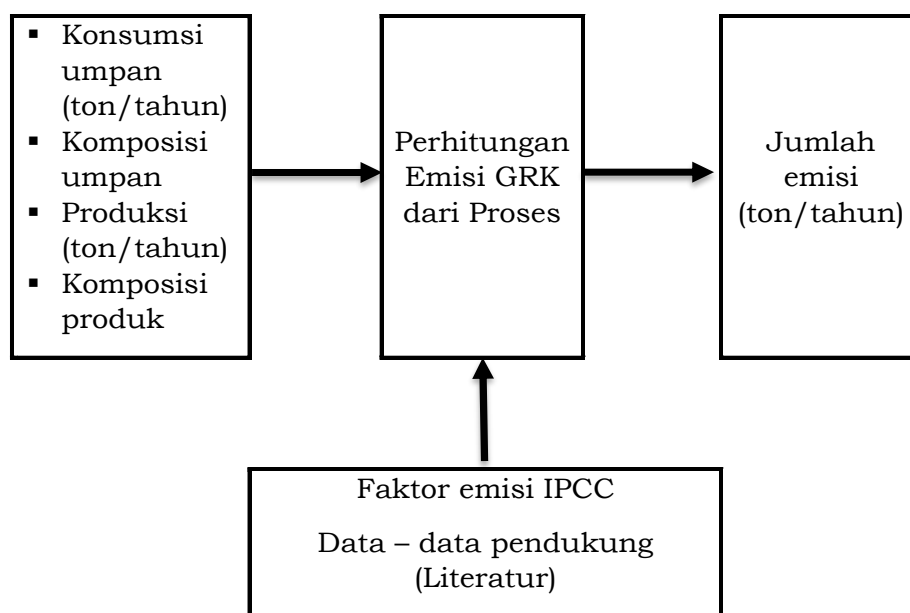 ▪ Konsumsi
umpan
(ton/tahun)
▪ Komposisi
umpan
▪ Produksi
(ton/tahun)
▪ Komposisi
produk
Perhitungan
Emisi GRK
dari Proses
Jumlah
emisi
(ton/tahun)
Faktor emisi IPCC
Data – data pendukung
(Literatur)